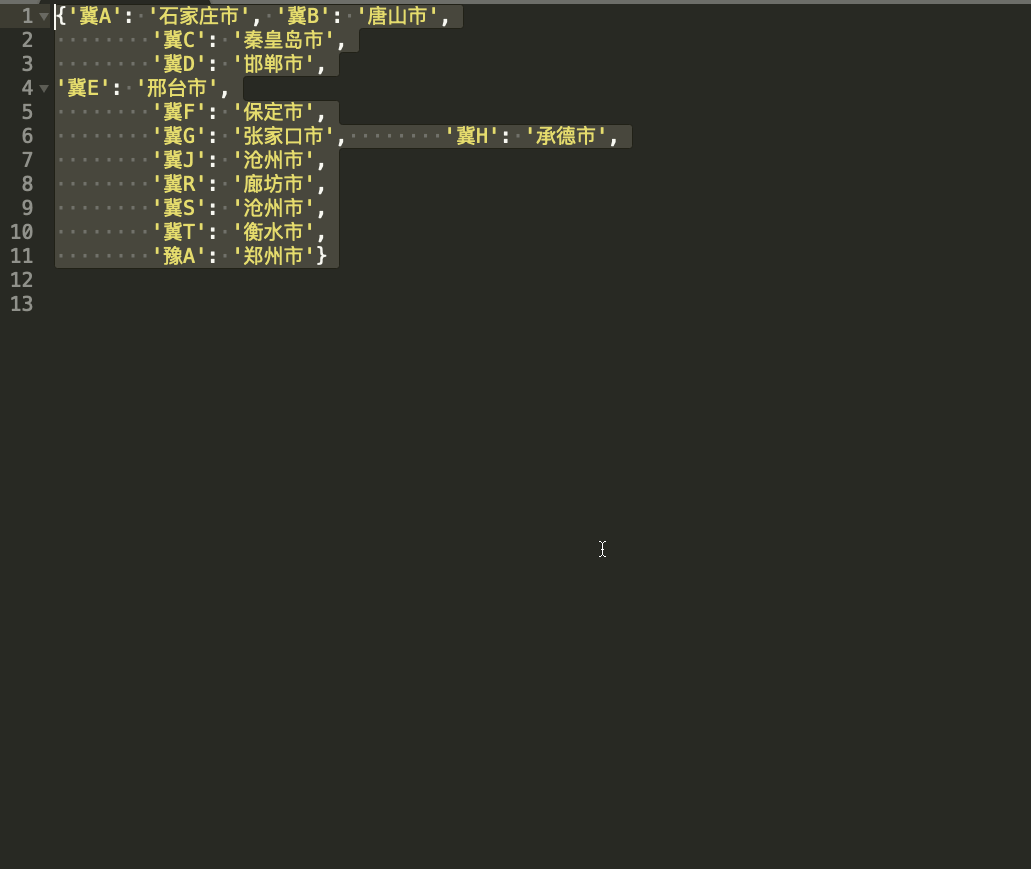 1 {'冀A': '石家庄市', '冀B': '唐山市',
2         '冀C': '秦皇岛市',
3         '冀D': '邯郸市',
4 '冀E': '邢台市',
5         '冀F': '保定市',
6         '冀G': '张家口市',        '冀H': '承德市',
7         '冀J': '沧州市',
8         '冀R': '廊坊市',
9         '冀S': '沧州市',
10         '冀T': '衡水市',
11         '豫A': '郑州市'}
12
13